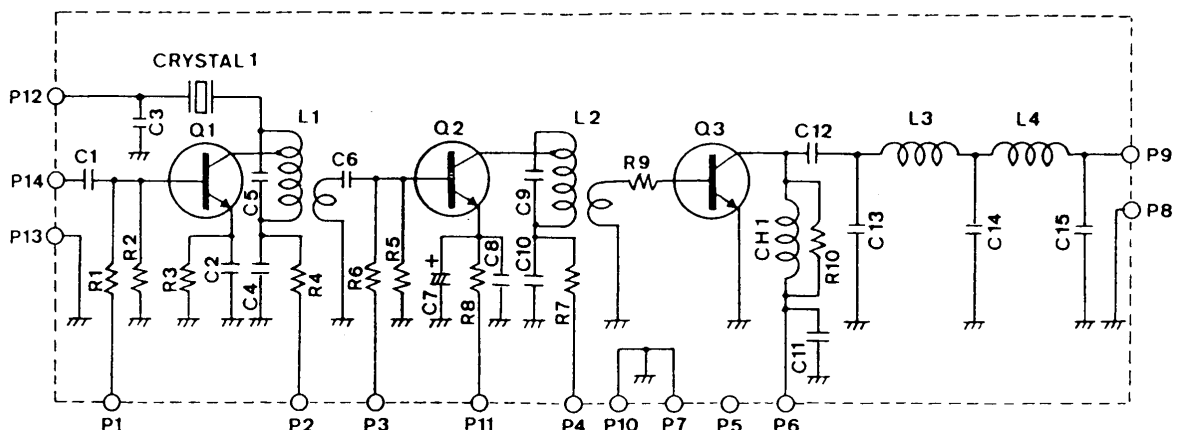 CRYSTAL 1
P12
C3
Q1
L1
Q2
L2
Q3
C12
L3
L4
P9
P14
C1
C5
C6
C9
R9
P8
P13
R1
R2
R3
C2
C4
R4
R6
R5
C7
+
R8
C8
C10
R7
CH1
R10
C11
C13
C14
C15
P1
P2
P3
P11
P4
P10
P7
P5
P6